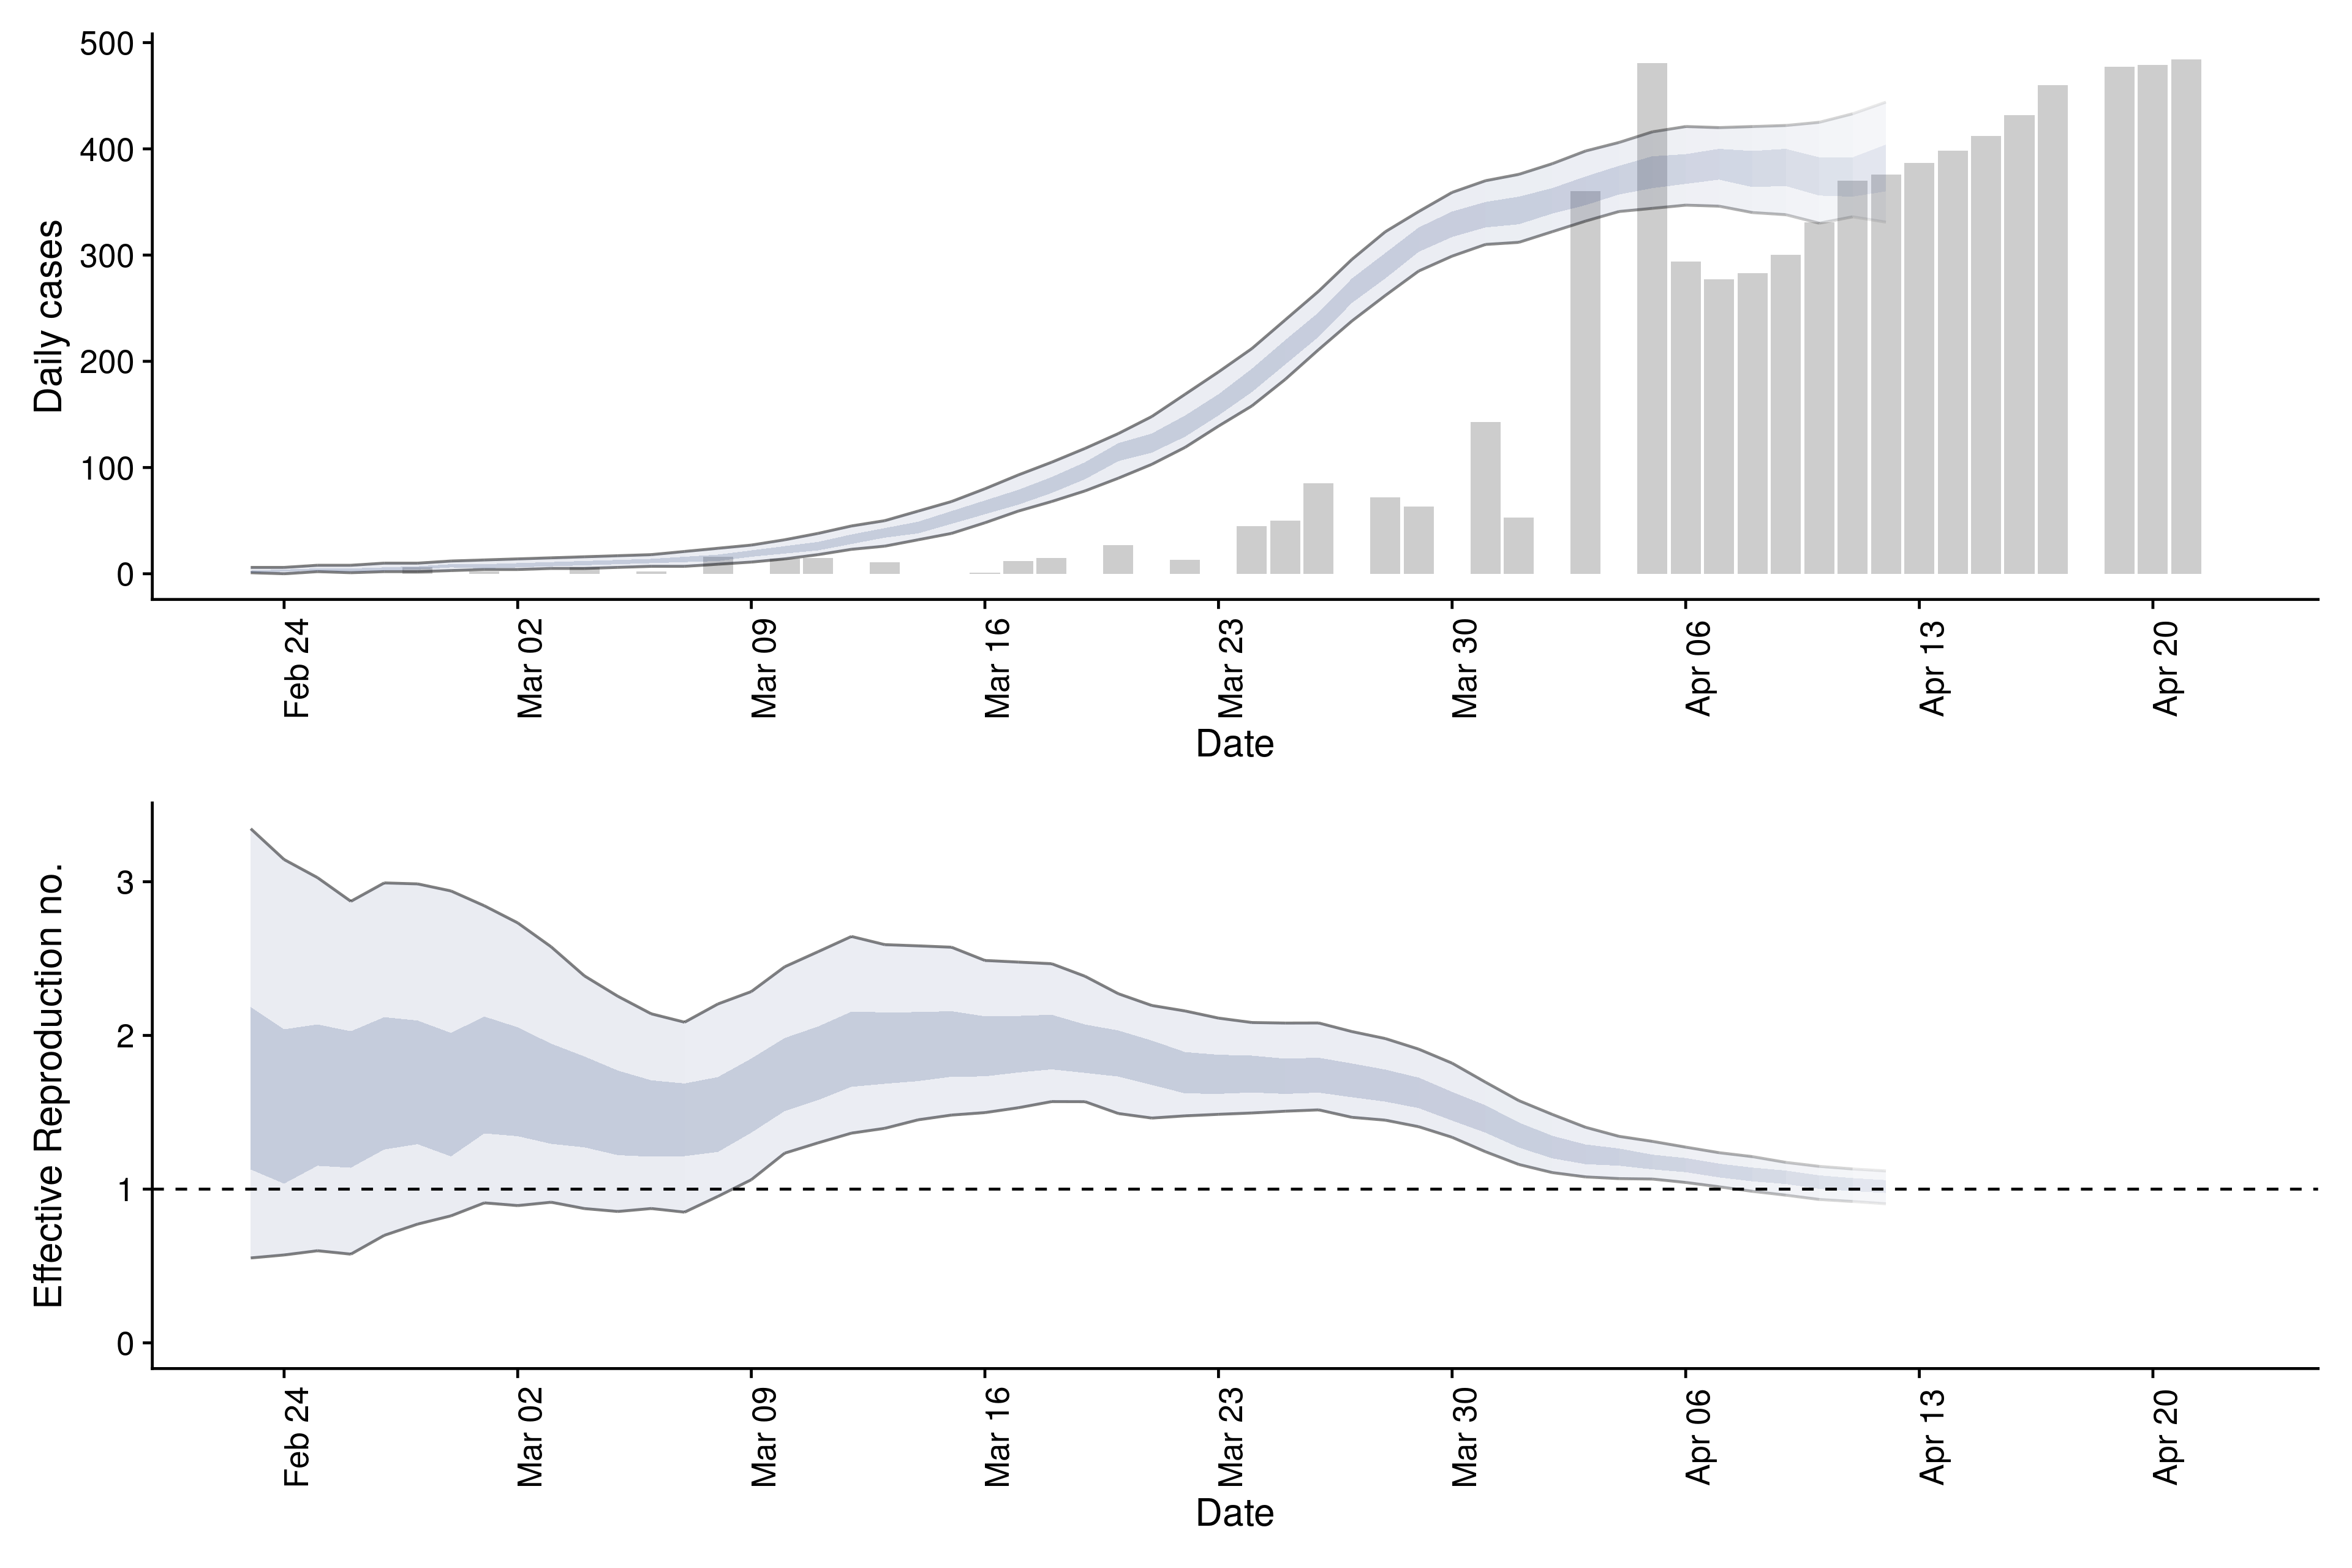 500
400
300
200
100
0
Daily cases
Feb 24
Mar 02
Mar 09
Mar 16
Mar 23
Mar 30
Apr 06
Apr 13
Apr 20
Date
3
2
1
0
Effective Reproduction no.
Feb 24
Mar 02
Mar 09
Mar 16
Mar 23
Mar 30
Apr 06
Apr 13
Apr 20
Date